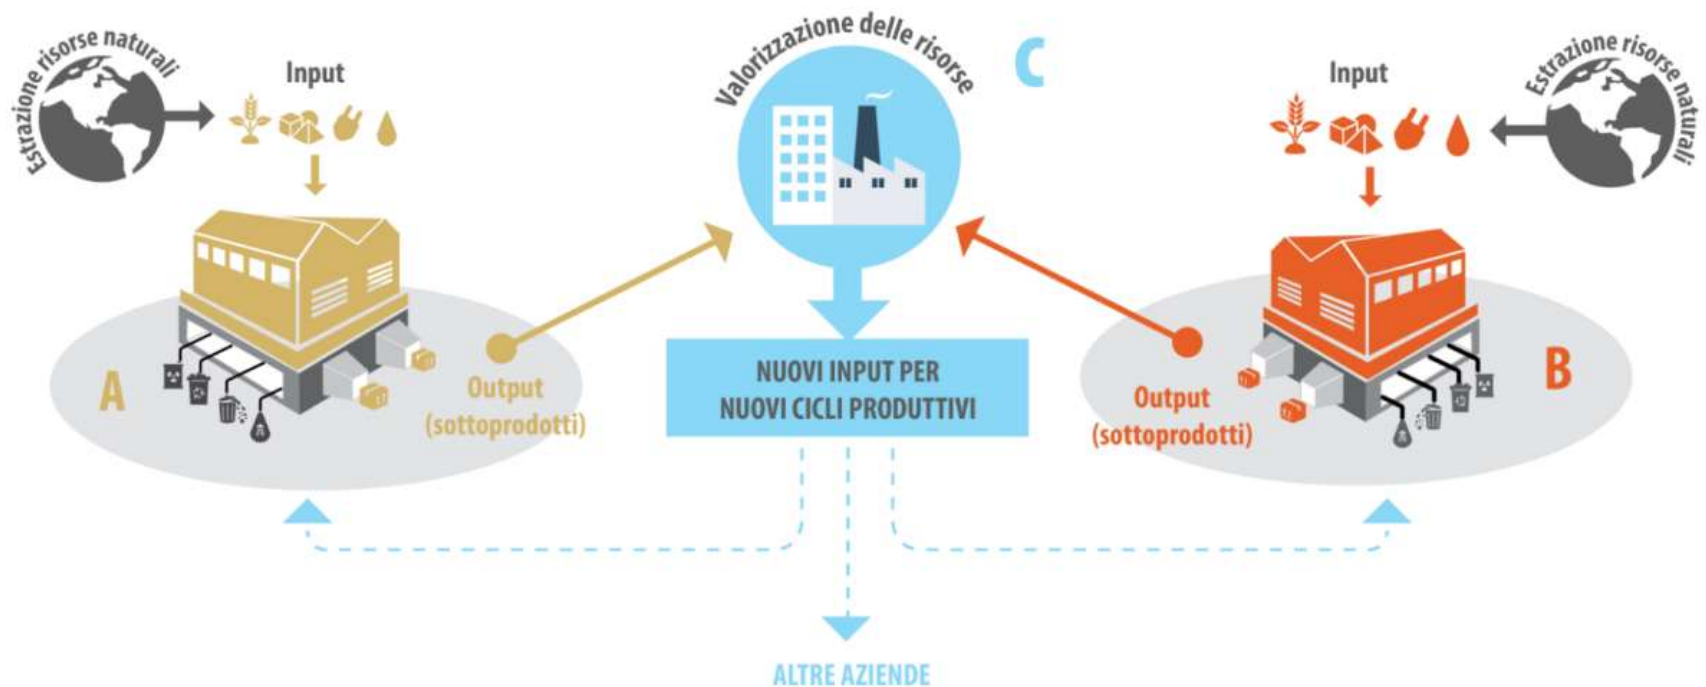 Estrazione risorse naturali
Input
Valorizzazione delle risorse
C
Input
Estrazione risorse naturali
A
Output
(sottoprodotti)
NUOVI INPUT PER
NUOVI CICLI PRODUTTIVI
Output
(sottoprodotti)
B
ALTRE AZIENDE